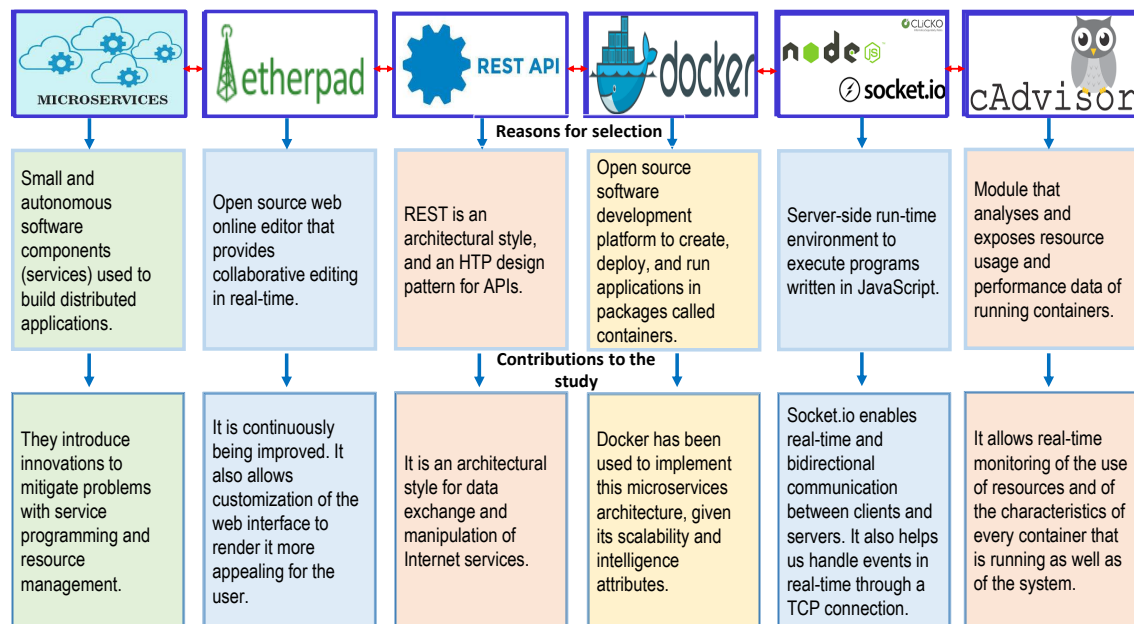 MICROSERVICES
etherpad
REST API
docker
CLiCKO
node
JS
socket.io
cAdvisor
Reasons for selection
Small and
autonomous
software
components
(services) used to
build distributed
applications.
Open source web
online editor that
provides
collaborative editing
in real-time.
REST is an
architectural style,
and an HTP design
pattern for APIs.
Open source
software
development
platform to create,
deploy, and run
applications in
packages called
containers.
Server-side run-time
environment to
execute programs
written in JavaScript.
Module that
analyses and
exposes resource
usage and
performance data of
running containers.
Contributions to the
study
They introduce
innovations to
mitigate problems
with service
programming and
resource
management.
It is continuously
being improved. It
also allows
customization of the
web interface to
render it more
appealing for the
user.
It is an architectural
style for data
exchange and
manipulation of
Internet services.
Docker has been
used to implement
this microservices
architecture, given
its scalability and
intelligence
attributes.
Socket.io enables
real-time and
bidirectional
communication
between clients and
servers. It also helps
us handle events in
real-time through a
TCP connection.
It allows real-time
monitoring of the use
of resources and of
the characteristics of
every container that
is running as well as
of the system.